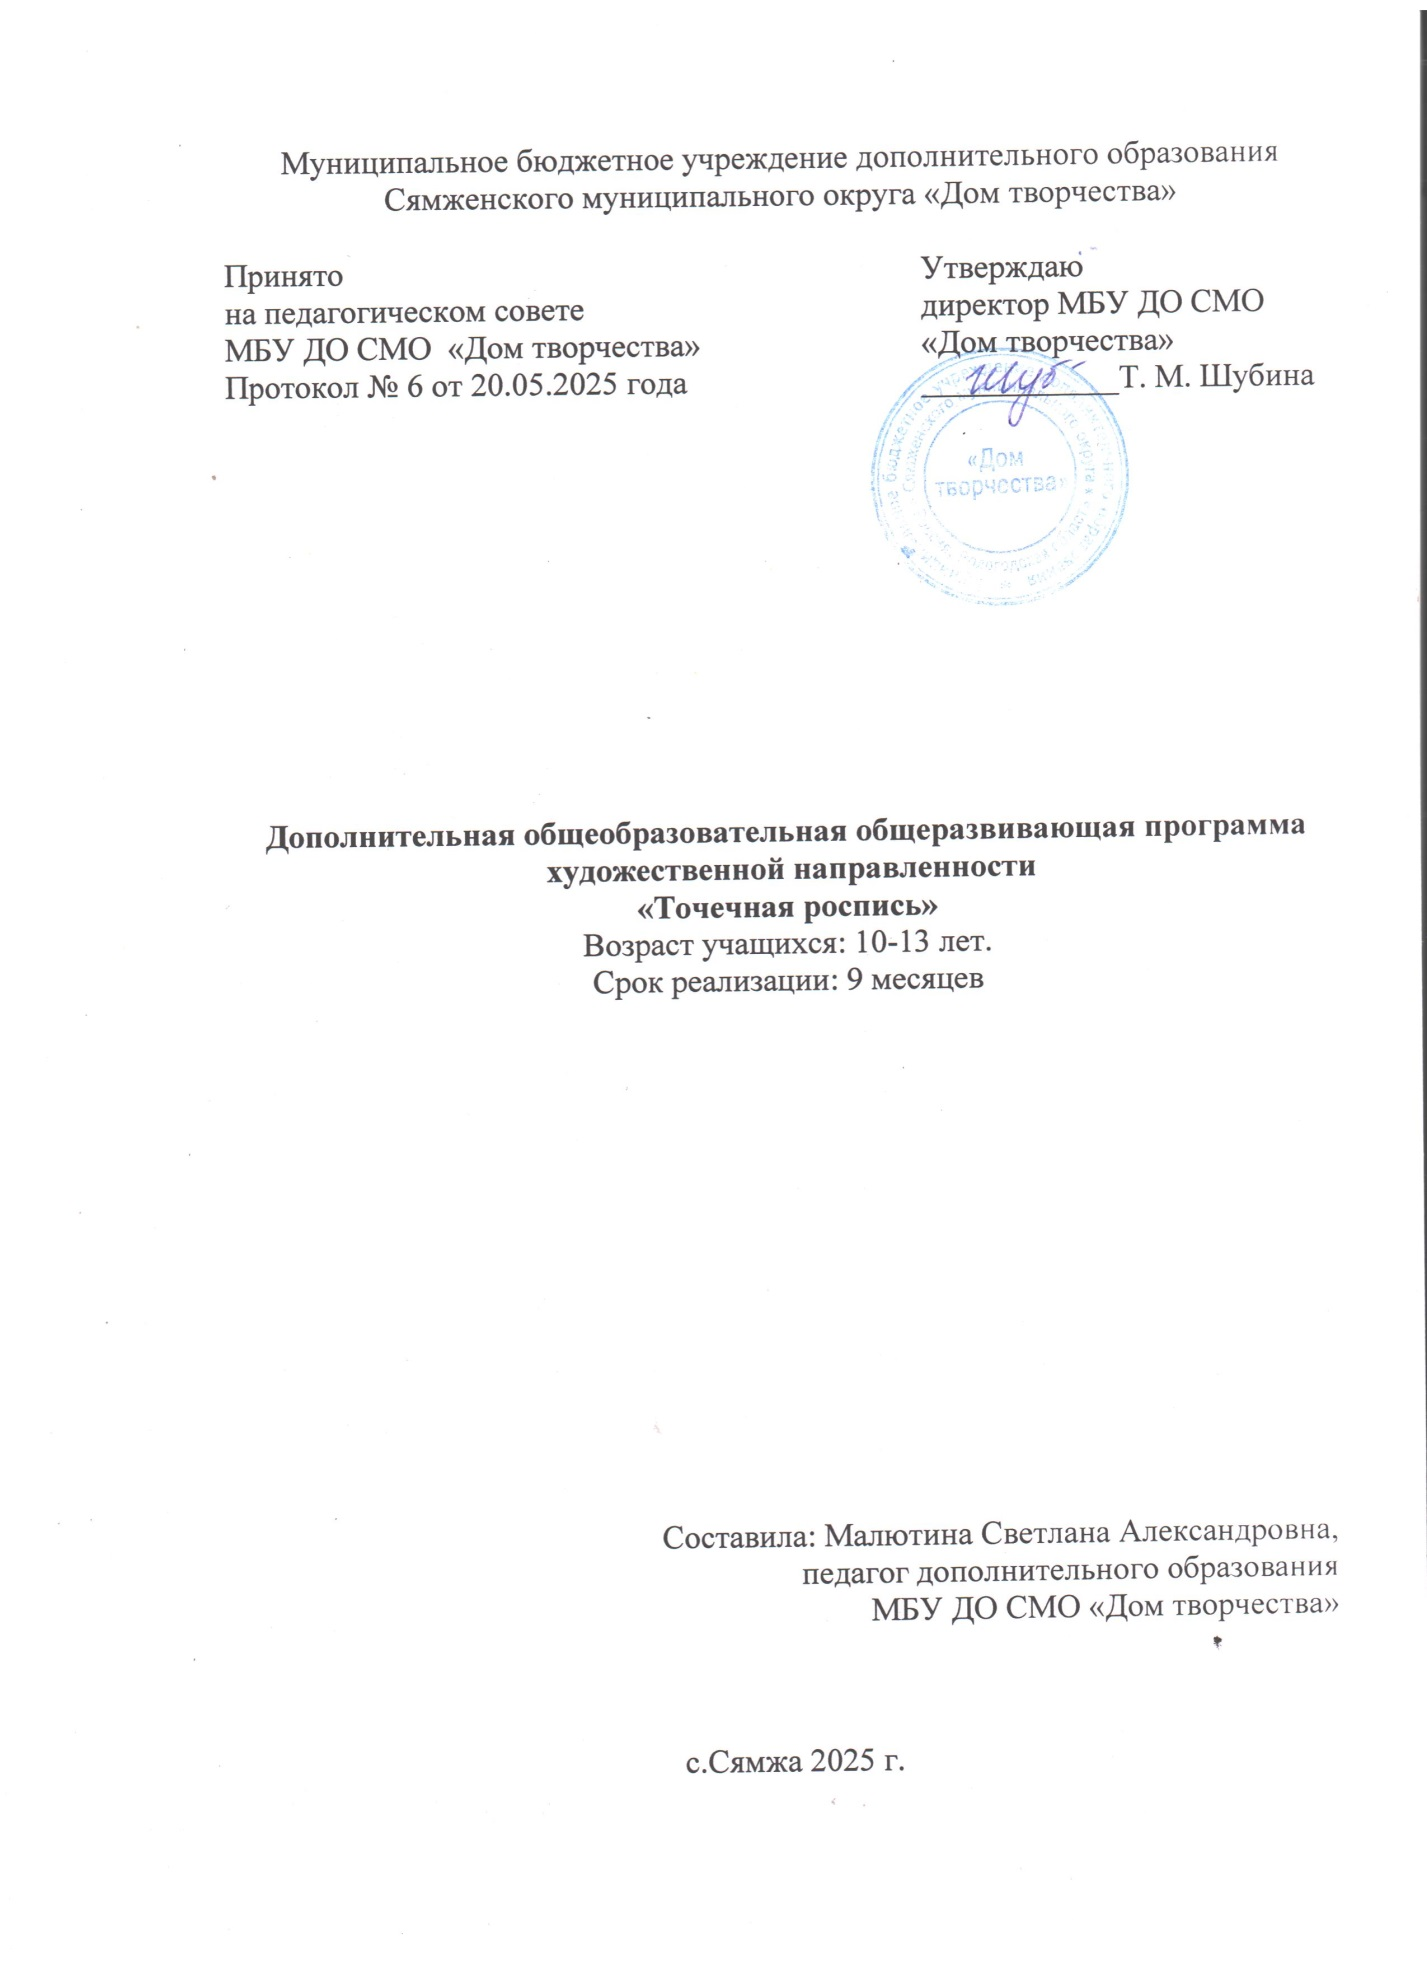 Муниципальное бюджетное учреждение дополнительного образования
Сямженского муниципального округа «Дом творчества»
Принято
на педагогическом совете
МБУ ДО СМО «Дом творчества»
Протокол № 6 от 20.05.2025 года
Утверждаю
директор МБУ ДО СМО
«Дом творчества»
____________Т. М. Шубина
«Дом
творчества»
Дополнительная общеобразовательная общеразвивающая программа
художественной направленности
«Точечная роспись»
Возраст учащихся: 10-13 лет.
Срок реализации: 9 месяцев
Составила: Малютина Светлана Александровна,
педагог дополнительного образования
МБУ ДО СМО «Дом творчества»
с.Сямжа 2025 г.